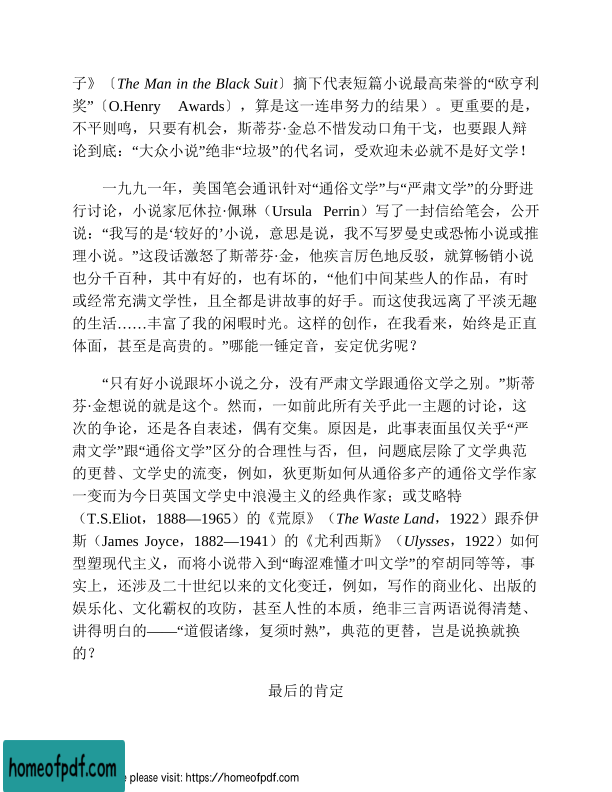 子》〔The Man in the Black Suit〕摘下代表短篇小说最高荣誉的“欧亨利
奖”〔O.Henry Awards〕，算是这一连串努力的结果）。更重要的是，
不平则鸣，只要有机会，斯蒂芬·金总不惜发动口角干戈，也要跟人辩
论到底：“大众小说”绝非“垃圾”的代名词，受欢迎未必就不是好文学！
一九九一年，美国笔会通讯针对“通俗文学”与“严肃文学”的分野进
行讨论，小说家厄休拉·佩琳（Ursula Perrin）写了一封信给笔会，公开
说：“我写的是‘较好的’小说，意思是说，我不写罗曼史或恐怖小说或推
理小说。”这段话激怒了斯蒂芬·金，他疾言厉色地反驳，就算畅销小说
也分千百种，其中有好的，也有坏的，“他们中间某些人的作品，有时
或经常充满文学性，且全都是讲故事的好手。而这使我远离了平淡无趣
的生活……丰富了我的闲暇时光。这样的创作，在我看来，始终是正直
体面，甚至是高贵的。”哪能一锤定音，妄定优劣呢？
“只有好小说跟坏小说之分，没有严肃文学跟通俗文学之别。”斯蒂
芬·金想说的就是这个。然而，一如前此所有关乎此一主题的讨论，这
次的争论，还是各自表述，偶有交集。原因是，此事表面虽仅关乎“严
肃文学”跟“通俗文学”区分的合理性与否，但，问题底层除了文学典范
的更替、文学史的流变，例如，狄更斯如何从通俗多产的通俗文学作家
一变而为今日英国文学史中浪漫主义的经典作家；或艾略特
（T.S.Eliot，1888—1965）的《荒原》（The Waste Land，1922）跟乔伊
斯（James Joyce，1882—1941）的《尤利西斯》（Ulysses，1922）如何
型塑现代主义，而将小说带入到“晦涩难懂才叫文学”的窄胡同等等，事
实上，还涉及二十世纪以来的文化变迁，例如，写作的商业化、出版的
娱乐化、文化霸权的攻防，甚至人性的本质，绝非三言两语说得清楚、
讲得明白的——“道假诸缘，复须时熟”，典范的更替，岂是说换就换
的？
最后的肯定
homeofpdf.com
e please visit: https://homeofpdf.com